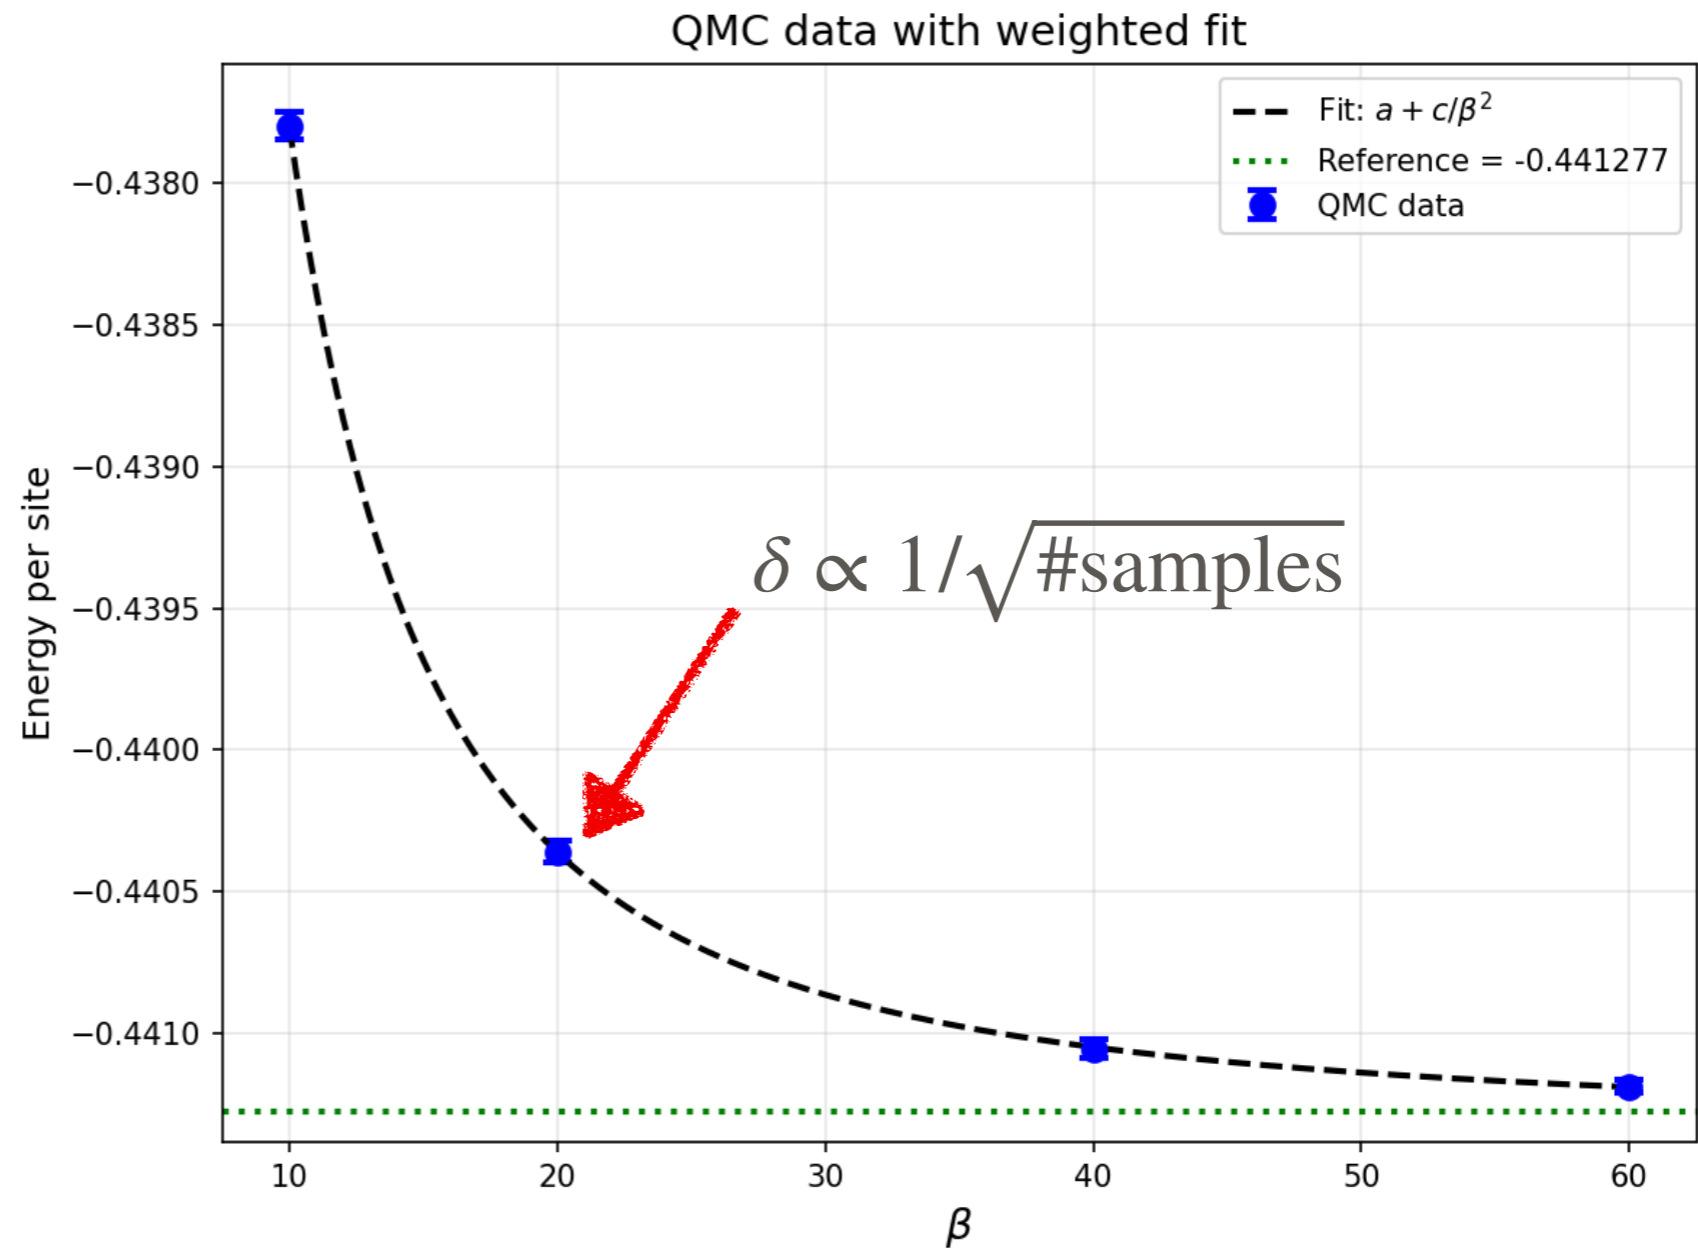 QMC data with weighted fit
Fit: a + c/β²
Reference = -0.441277
QMC data
Energy per site
−0.4380
−0.4385
−0.4390
−0.4395
−0.4400
−0.4405
−0.4410
δ ∝ 1/√#samples
10 20 30 40 50 60
β